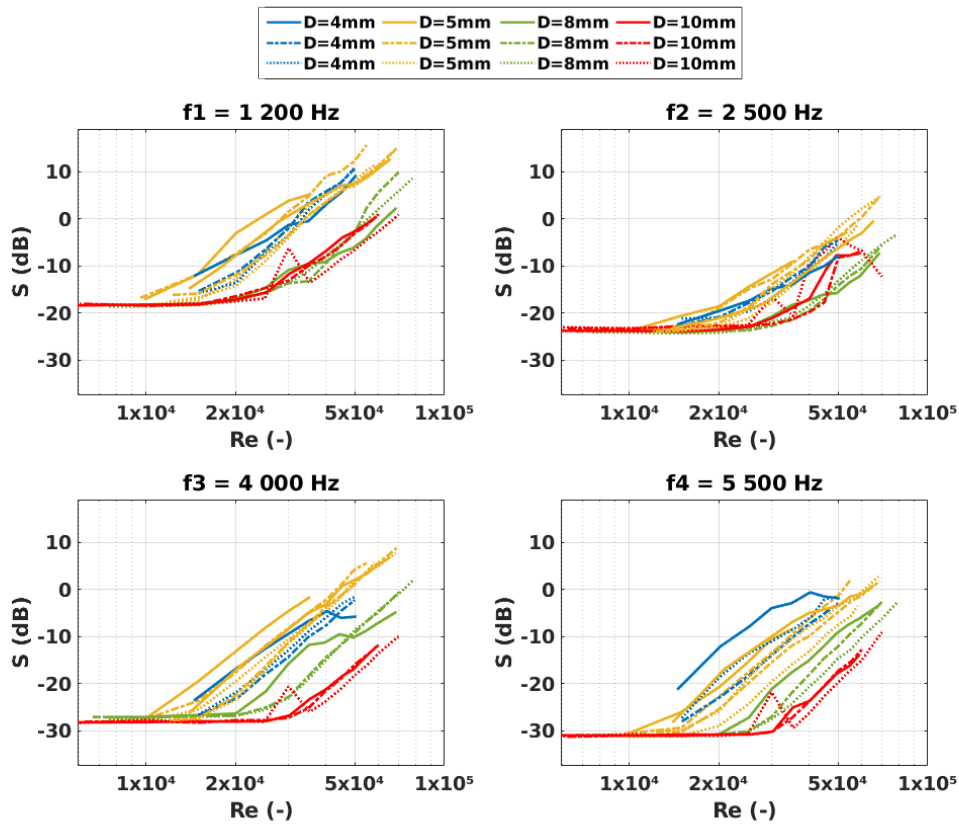 D=4mm D=5mm D=8mm D=10mm
D=4mm D=5mm D=8mm D=10mm
D=4mm D=5mm D=8mm D=10mm
f1 = 1 200 Hz
S (dB)
10
0
-10
-20
-30
1x10⁴ 2x10⁴ 5x10⁴ 1x10⁵
Re (-)
f2 = 2 500 Hz
S (dB)
10
0
-10
-20
-30
1x10⁴ 2x10⁴ 5x10⁴ 1x10⁵
Re (-)
f3 = 4 000 Hz
S (dB)
10
0
-10
-20
-30
1x10⁴ 2x10⁴ 5x10⁴ 1x10⁵
Re (-)
f4 = 5 500 Hz
S (dB)
10
0
-10
-20
-30
1x10⁴ 2x10⁴ 5x10⁴ 1x10⁵
Re (-)